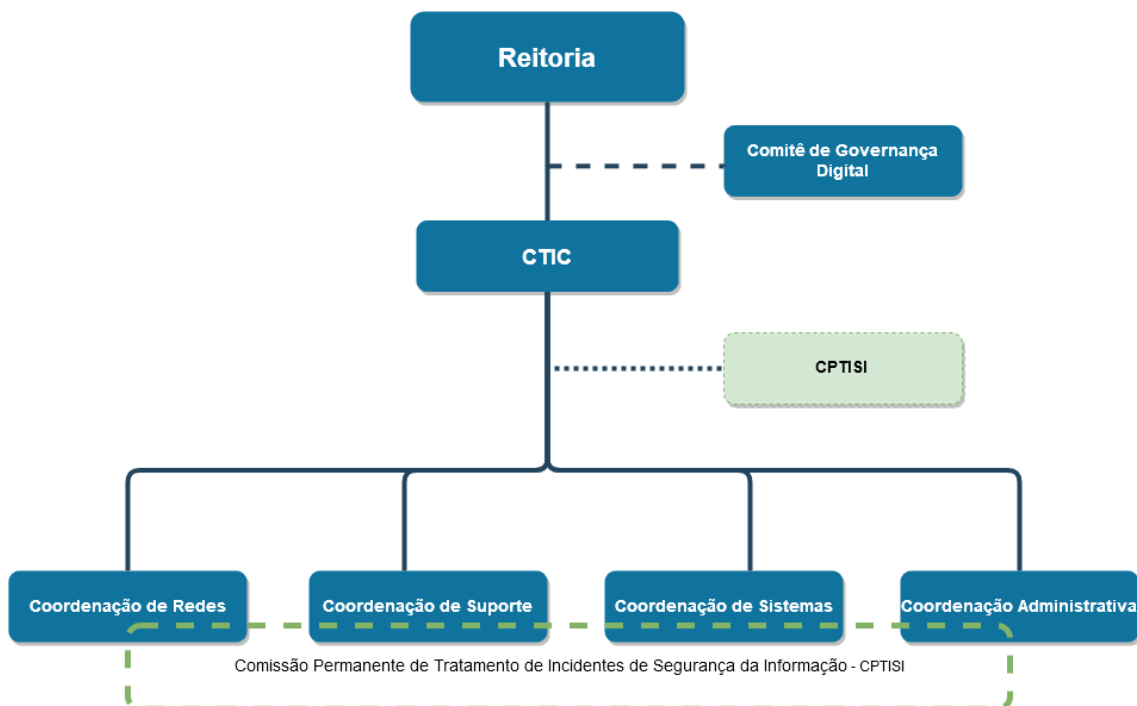 Reitoria
Comitê de Governança
Digital
CTIC
CPTISI
Coordenação de Redes
Coordenação de Suporte
Coordenação de Sistemas
Coordenação Administrativa
Comissão Permanente de Tratamento de Incidentes de Segurança da Informação - CPTISI